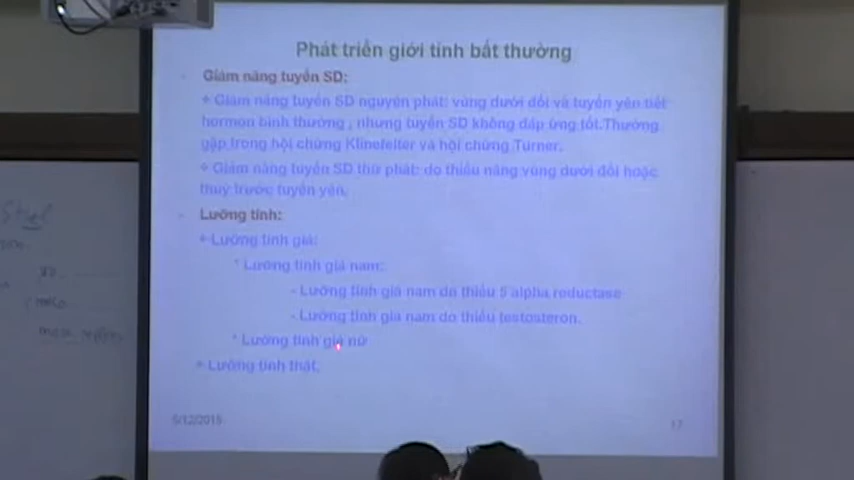 Phát triển giới tính bất thường
- Giảm năng tuyến SD:
+ Giảm năng tuyến SD nguyên phát: vùng dưới đồi và tuyến yên tiết
hormon bình thường , nhưng tuyến SD không đáp ứng tốt.Thường
gặp trong hội chứng Klinefelter và hội chứng Turner.
+ Giảm năng tuyến SD thứ phát: do thiểu năng vùng dưới đồi hoặc
thuỳ trước tuyến yên.
- Lưỡng tính:
+ Lưỡng tính giả:
* Lưỡng tính giả nam:
- Lưỡng tính giả nam do thiếu 5 alpha reductase
- Lưỡng tính giả nam do thiếu testosteron.
* Lưỡng tính giả nữ
+ Lưỡng tính thật.
5/12/2015
17